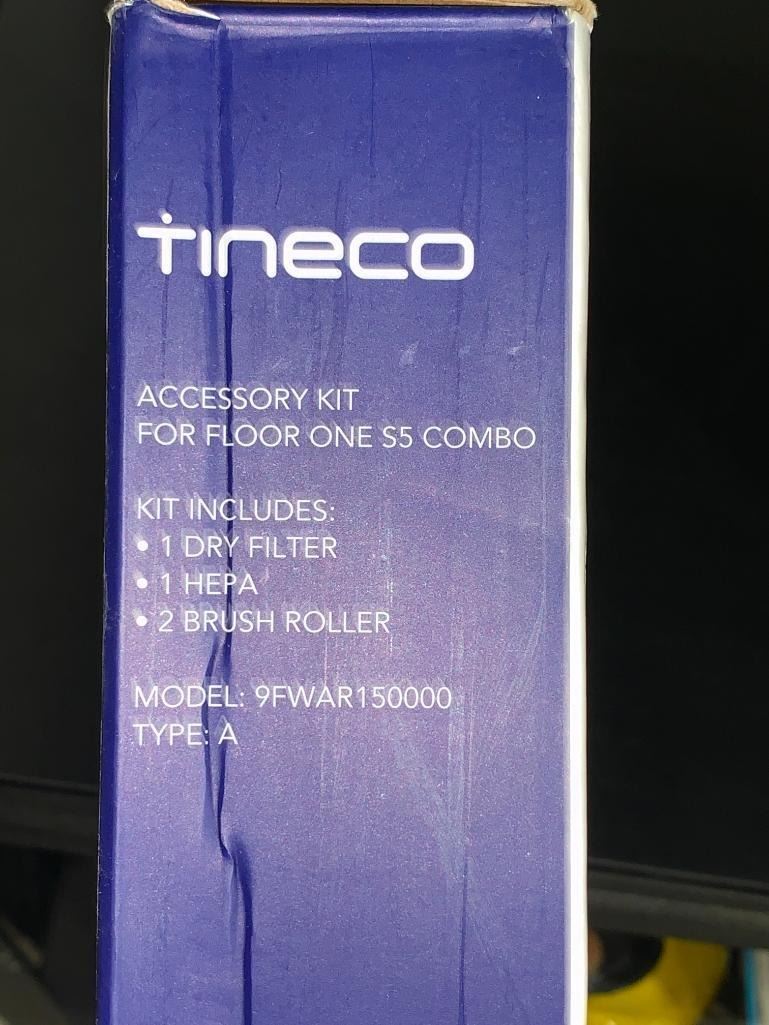 tineco
ACCESSORY KIT
FOR FLOOR ONE S5 COMBO
KIT INCLUDES:
• 1 DRY FILTER
• 1 HEPA
• 2 BRUSH ROLLER
MODEL: 9FWAR150000
TYPE: A